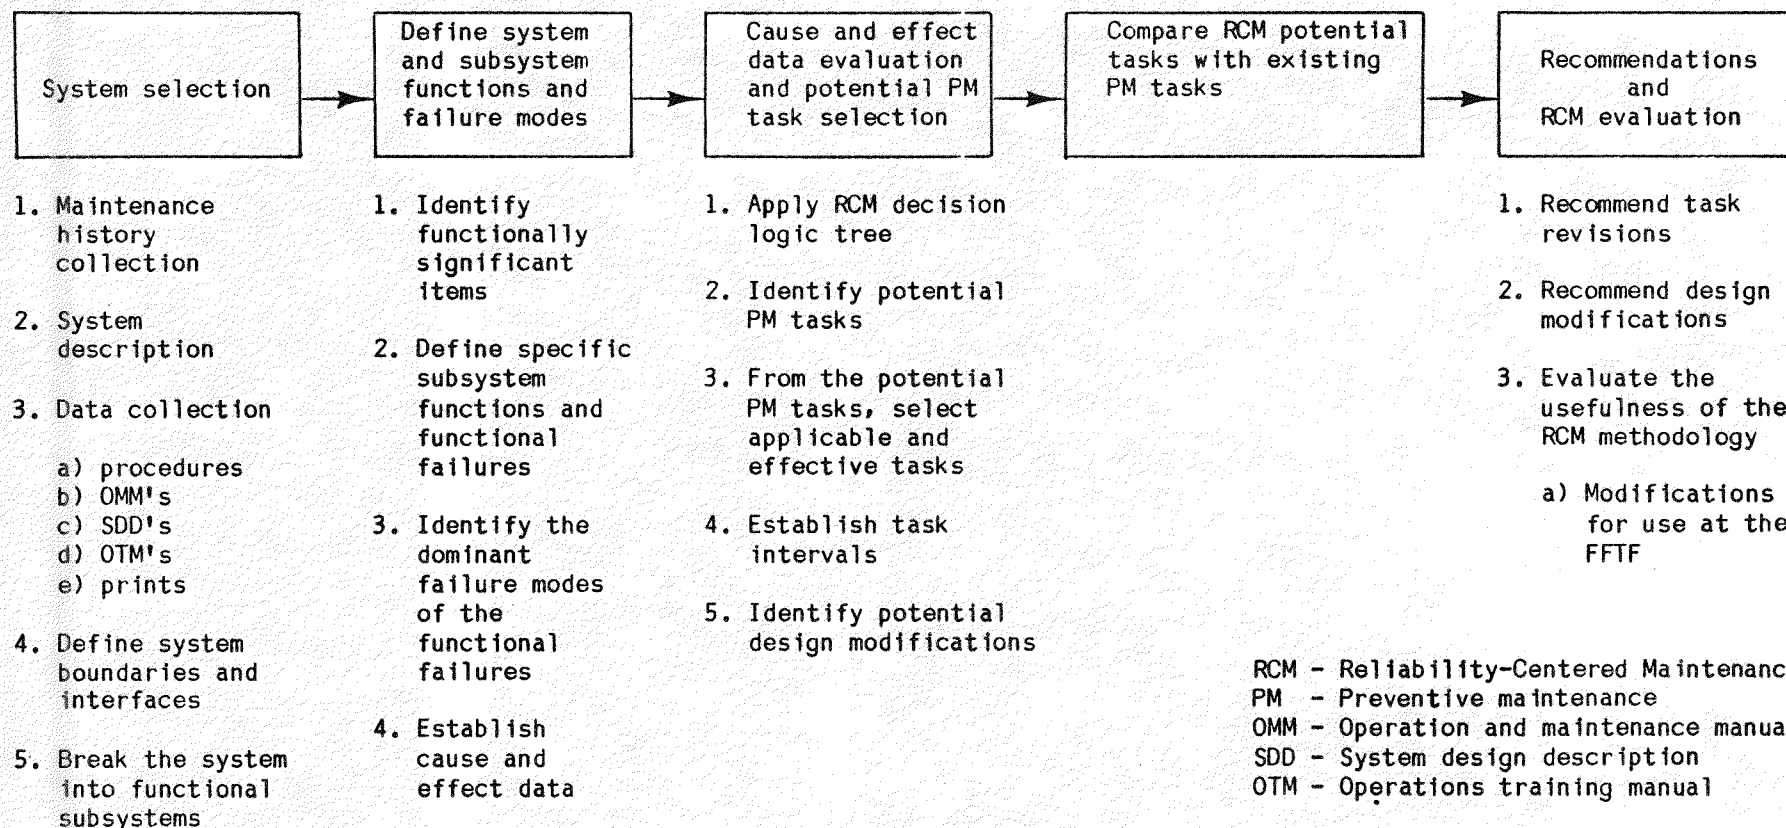 System selection
Define system
and subsystem
functions and
failure modes
Cause and effect
data evaluation
and potential PM
task selection
Compare RCM potential
tasks with existing
PM tasks
Recommendations
and
RCM evaluation
1. Maintenance
history
collection
2. System
description
3. Data collection
a) procedures
b) OMM's
c) SDD's
d) OTM's
e) prints
4. Define system
boundaries and
interfaces
5. Break the system
into functional
subsystems
1. Identify
functionally
significant
items
2. Define specific
subsystem
functions and
functional
failures
3. Identify the
dominant
failure modes
of the
functional
failures
4. Establish
cause and
effect data
1. Apply RCM decision
logic tree
2. Identify potential
PM tasks
3. From the potential
PM tasks, select
applicable and
effective tasks
4. Establish task
intervals
5. Identify potential
design modifications
1. Recommend task
revisions
2. Recommend design
modifications
3. Evaluate the
usefulness of the
RCM methodology
a) Modifications
for use at the
FFTF
RCM - Reliability-Centered Maintenanc
PM - Preventive maintenance
OMM - Operation and maintenance manua
SDD - System design description
OTM - Operations training manual